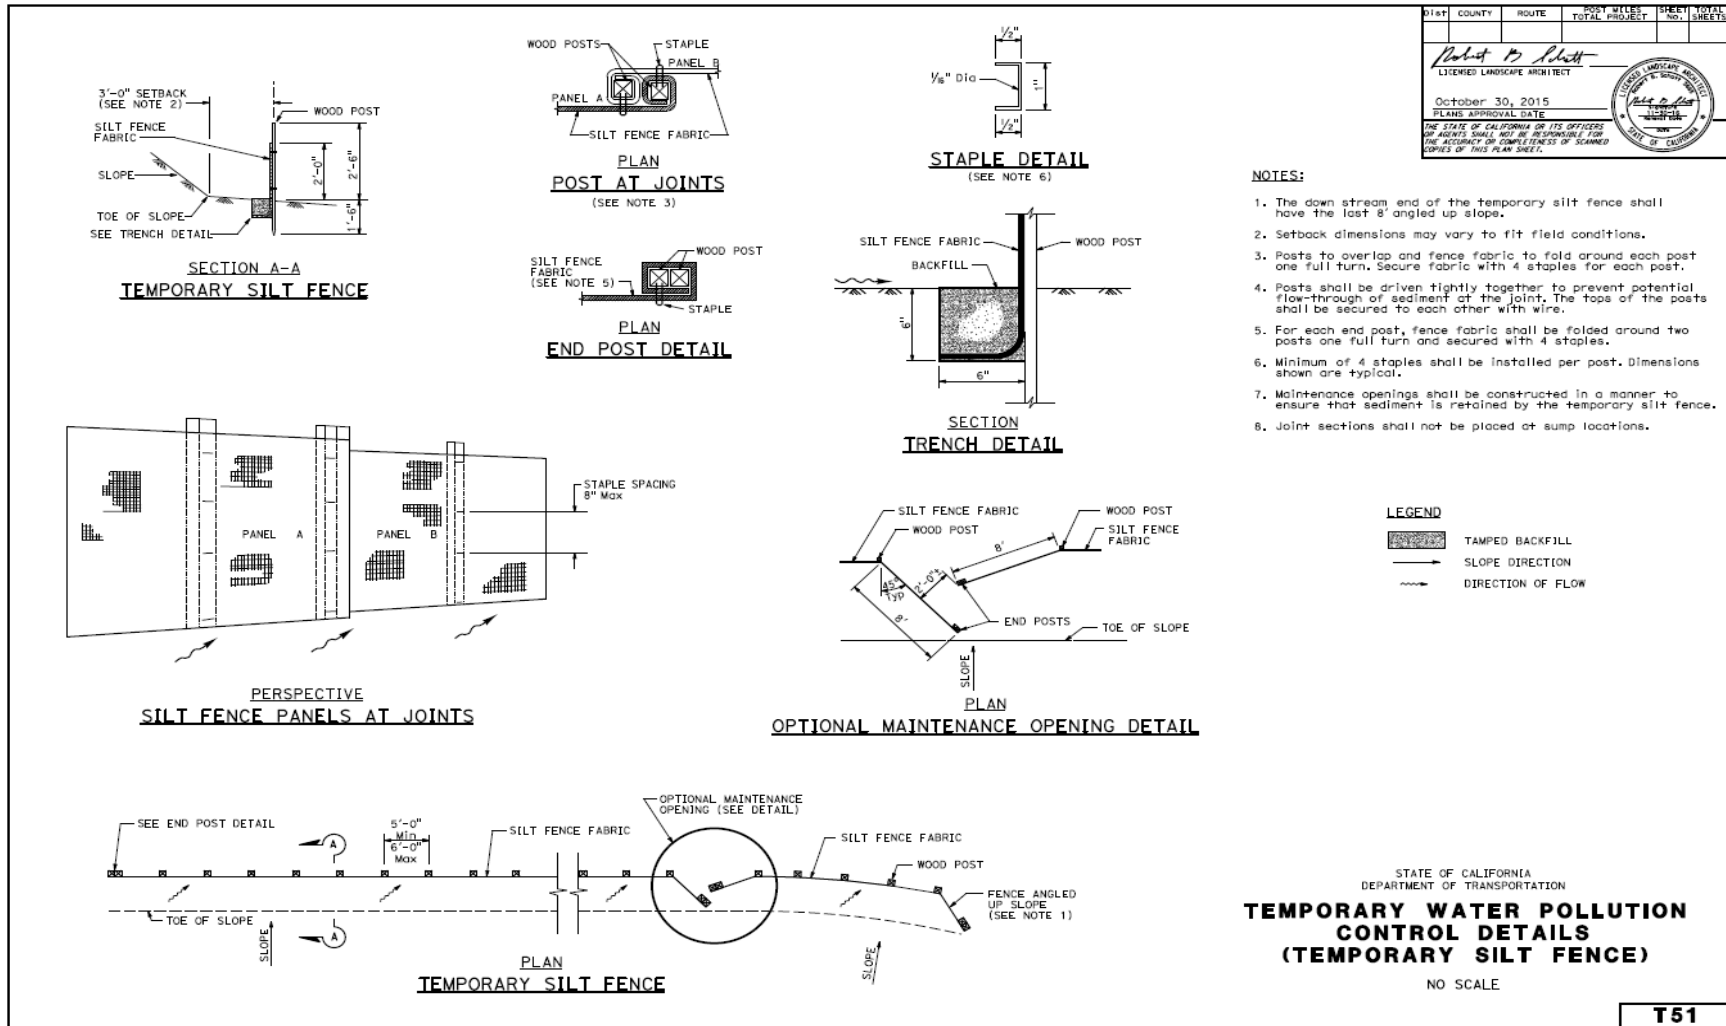 Dist COUNTY ROUTE POST MILES TOTAL PROJECT SHEET No. TOTAL SHEETS
LICENSED LANDSCAPE ARCHITECT
October 30, 2015
PLANS APPROVAL DATE
THE STATE OF CALIFORNIA OR ITS OFFICERS
OR AGENTS SHALL NOT BE RESPONSIBLE FOR
THE ACCURACY OR COMPLETENESS OF SCANNED
COPIES OF THIS PLAN SHEET.
LICENSED LANDSCAPE ARCHITECT
STATE OF CALIFORNIA
3'-0" SETBACK
(SEE NOTE 2)
WOOD POST
SILT FENCE
FABRIC
SLOPE
2'-0"
2'-6"
1'-6"
TOE OF SLOPE
SEE TRENCH DETAIL
SECTION A-A
TEMPORARY SILT FENCE
WOOD POSTS
STAPLE
PANEL B
PANEL A
SILT FENCE FABRIC
PLAN
POST AT JOINTS
(SEE NOTE 3)
WOOD POST
SILT FENCE
FABRIC
(SEE NOTE 5)
STAPLE
PLAN
END POST DETAIL
1/2"
1/16" Dia
1"
1/2"
STAPLE DETAIL
(SEE NOTE 6)
SILT FENCE FABRIC
WOOD POST
BACKFILL
6"
6"
SECTION
TRENCH DETAIL
NOTES:
1. The down stream end of the temporary silt fence shall
have the last 8' angled up slope.
2. Setback dimensions may vary to fit field conditions.
3. Posts to overlap and fence fabric to fold around each post
one full turn. Secure fabric with 4 staples for each post.
4. Posts shall be driven tightly together to prevent potential
flow-through of sediment at the joint. The tops of the posts
shall be secured to each other with wire.
5. For each end post, fence fabric shall be folded around two
posts one full turn and secured with 4 staples.
6. Minimum of 4 staples shall be installed per post. Dimensions
shown are typical.
7. Maintenance openings shall be constructed in a manner to
ensure that sediment is retained by the temporary silt fence.
8. Joint sections shall not be placed at sump locations.
LEGEND
TAMPED BACKFILL
SLOPE DIRECTION
DIRECTION OF FLOW
STAPLE SPACING
8" Max
PANEL A
PANEL B
PERSPECTIVE
SILT FENCE PANELS AT JOINTS
SILT FENCE FABRIC
WOOD POST
WOOD POST
SILT FENCE
FABRIC
8'
45°
Typ
2'-0"±
8'
END POSTS
TOE OF SLOPE
SLOPE
PLAN
OPTIONAL MAINTENANCE OPENING DETAIL
SEE END POST DETAIL
A
5'-0"
Min
6'-0"
Max
SILT FENCE FABRIC
OPTIONAL MAINTENANCE
OPENING (SEE DETAIL)
SILT FENCE FABRIC
WOOD POST
FENCE ANGLED
UP SLOPE
(SEE NOTE 1)
TOE OF SLOPE
SLOPE
A
SLOPE
PLAN
TEMPORARY SILT FENCE
STATE OF CALIFORNIA
DEPARTMENT OF TRANSPORTATION
TEMPORARY WATER POLLUTION
CONTROL DETAILS
(TEMPORARY SILT FENCE)
NO SCALE
T51